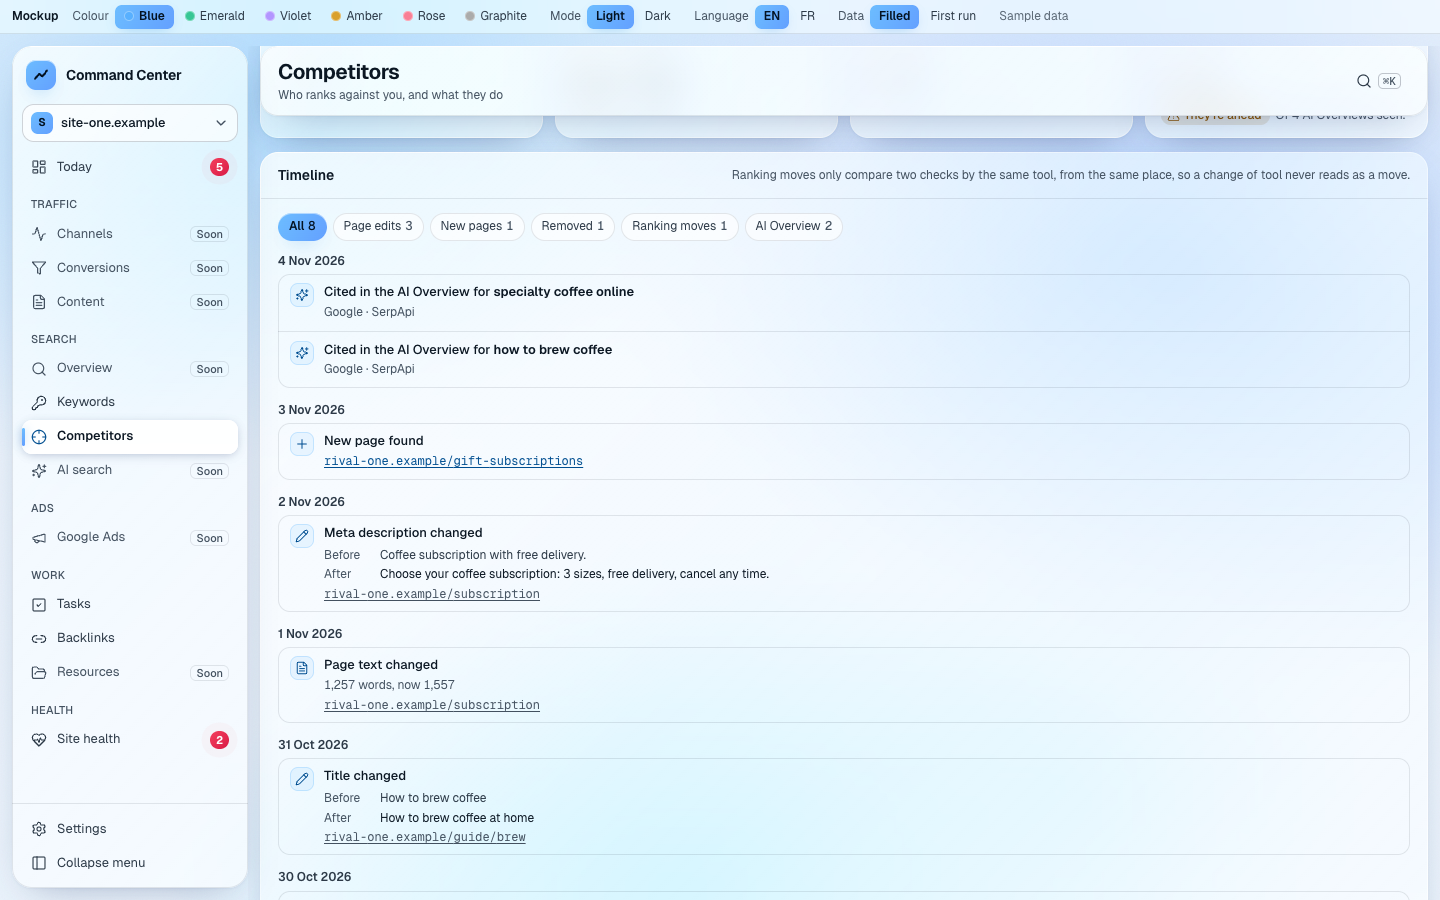 Mockup Colour Blue Emerald Violet Amber Rose Graphite Mode Light Dark Language EN FR Data Filled First run Sample data
Command Center
S site-one.example
Today 5
TRAFFIC
Channels Soon
Conversions Soon
Content Soon
SEARCH
Overview Soon
Keywords
Competitors
AI search Soon
ADS
Google Ads Soon
WORK
Tasks
Backlinks
Resources Soon
HEALTH
Site health 2
Settings
Collapse menu
Competitors
Who ranks against you, and what they do
⌘K
They're ahead Of 4 AI Overviews seen.
Timeline
Ranking moves only compare two checks by the same tool, from the same place, so a change of tool never reads as a move.
All 8 Page edits 3 New pages 1 Removed 1 Ranking moves 1 AI Overview 2
4 Nov 2026
Cited in the AI Overview for specialty coffee online
Google · SerpApi
Cited in the AI Overview for how to brew coffee
Google · SerpApi
3 Nov 2026
New page found
rival-one.example/gift-subscriptions
2 Nov 2026
Meta description changed
Before Coffee subscription with free delivery.
After Choose your coffee subscription: 3 sizes, free delivery, cancel any time.
rival-one.example/subscription
1 Nov 2026
Page text changed
1,257 words, now 1,557
rival-one.example/subscription
31 Oct 2026
Title changed
Before How to brew coffee
After How to brew coffee at home
rival-one.example/guide/brew
30 Oct 2026